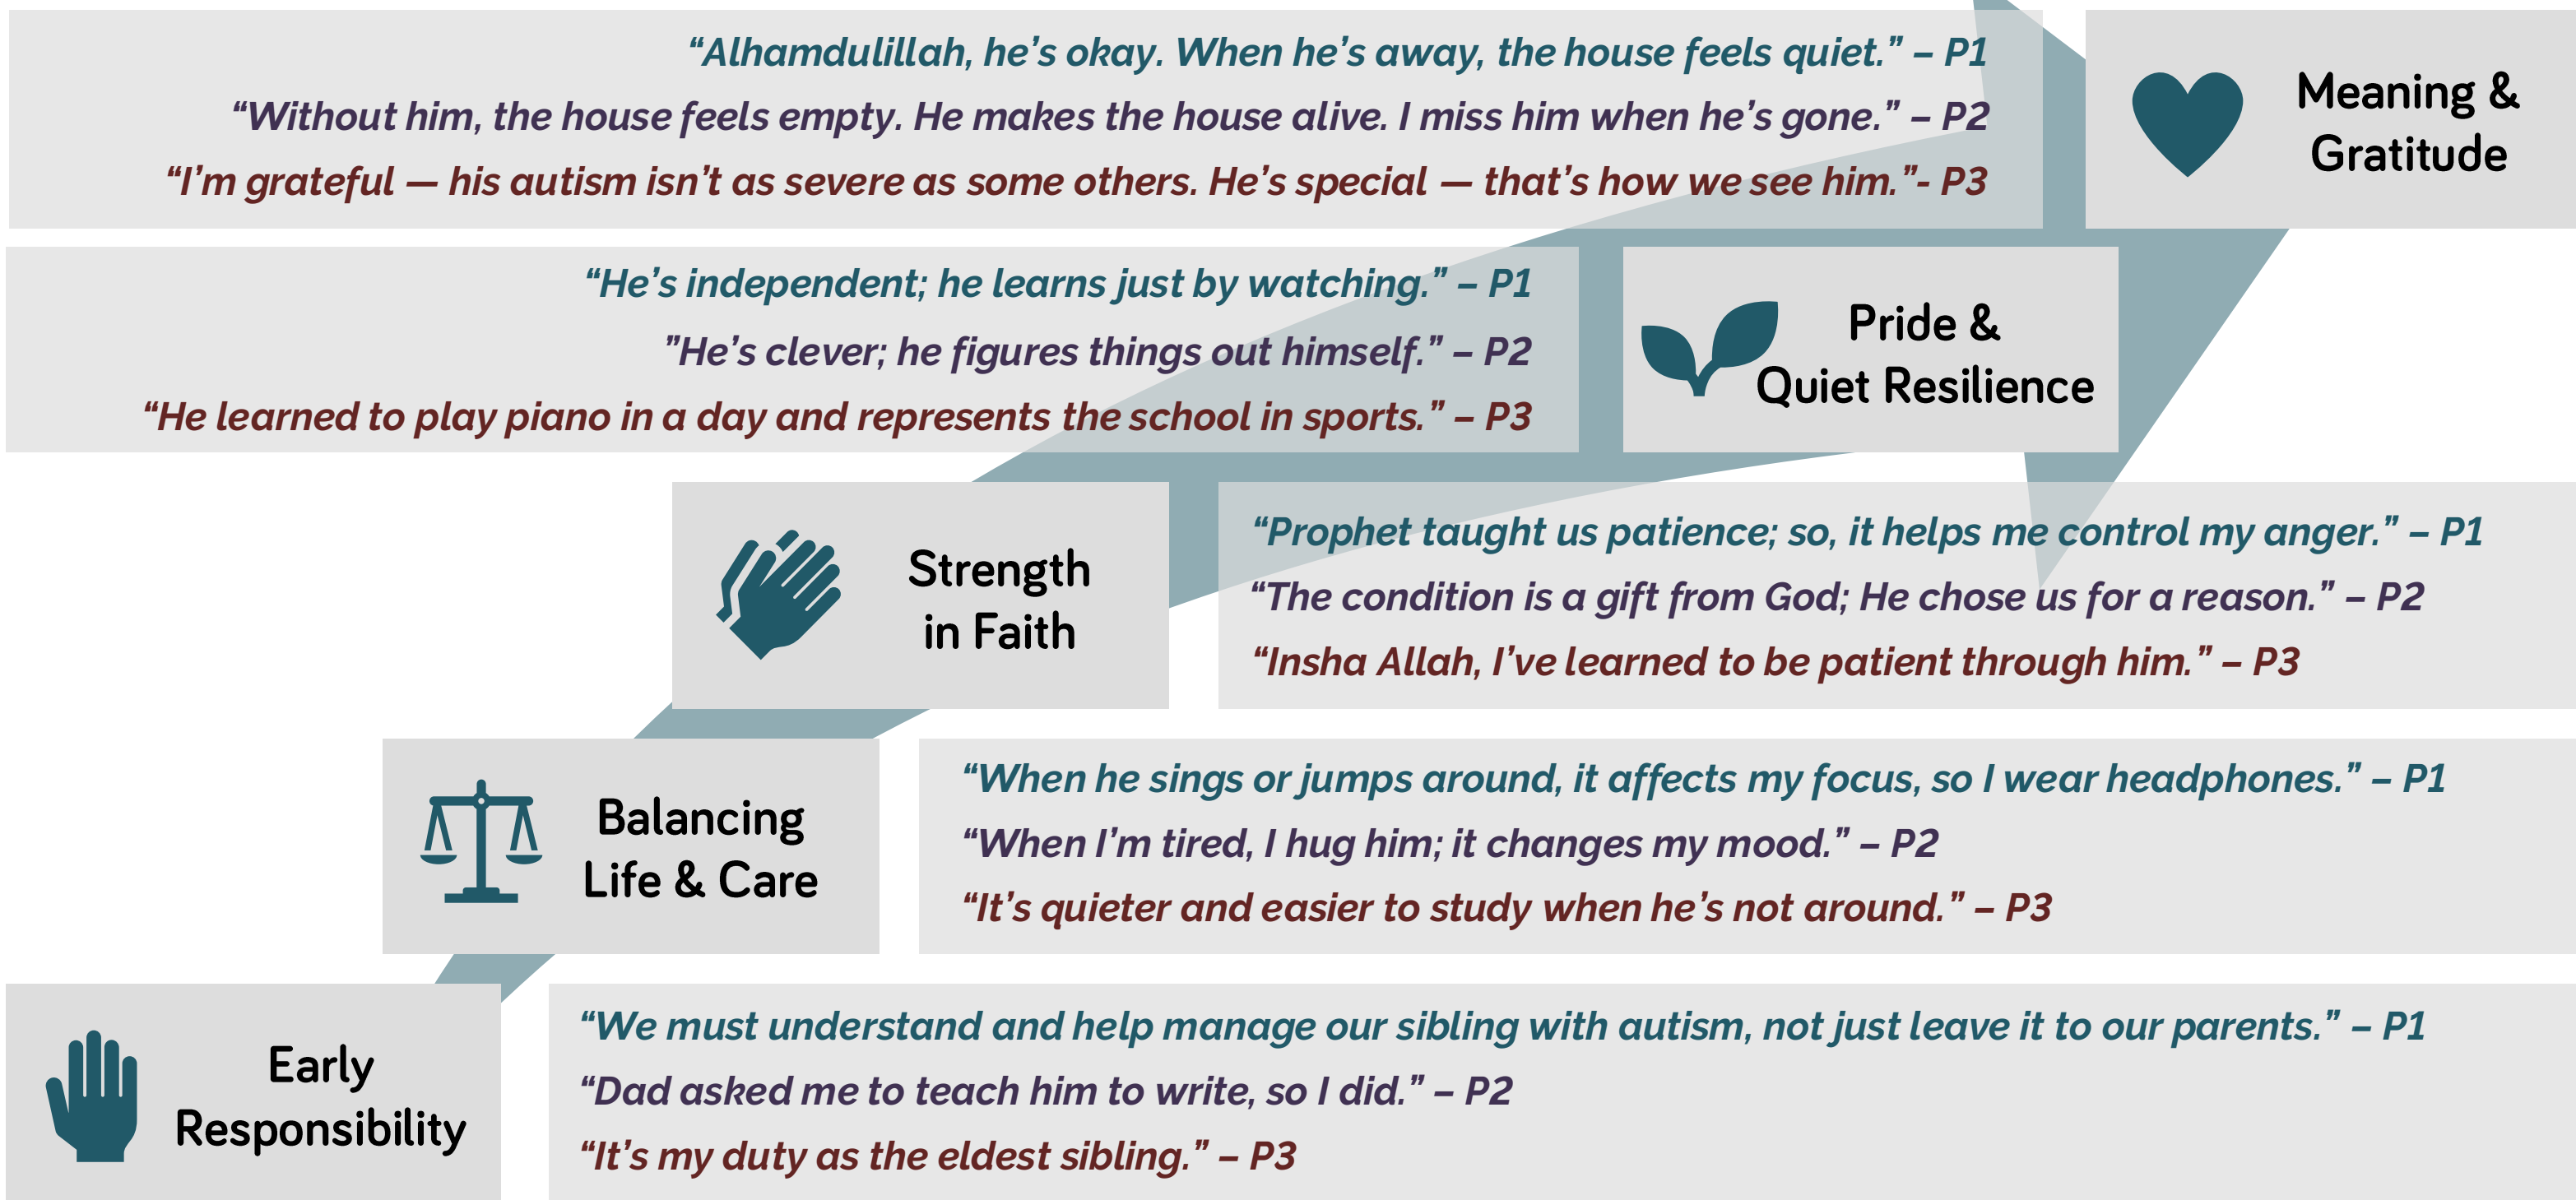 “Alhamdulillah, he’s okay. When he’s away, the house feels quiet.” – P1
“Without him, the house feels empty. He makes the house alive. I miss him when he’s gone.” – P2
“I’m grateful — his autism isn’t as severe as some others. He’s special — that’s how we see him.”- P3
Meaning &
Gratitude
“He’s independent; he learns just by watching.” – P1
”He’s clever; he figures things out himself.” – P2
“He learned to play piano in a day and represents the school in sports.” – P3
Pride &
Quiet Resilience
Strength
in Faith
“Prophet taught us patience; so, it helps me control my anger.” – P1
“The condition is a gift from God; He chose us for a reason.” – P2
“Insha Allah, I’ve learned to be patient through him.” – P3
Balancing
Life & Care
“When he sings or jumps around, it affects my focus, so I wear headphones.” – P1
“When I’m tired, I hug him; it changes my mood.” – P2
“It’s quieter and easier to study when he’s not around.” – P3
Early
Responsibility
“We must understand and help manage our sibling with autism, not just leave it to our parents.” – P1
“Dad asked me to teach him to write, so I did.” – P2
“It’s my duty as the eldest sibling.” – P3